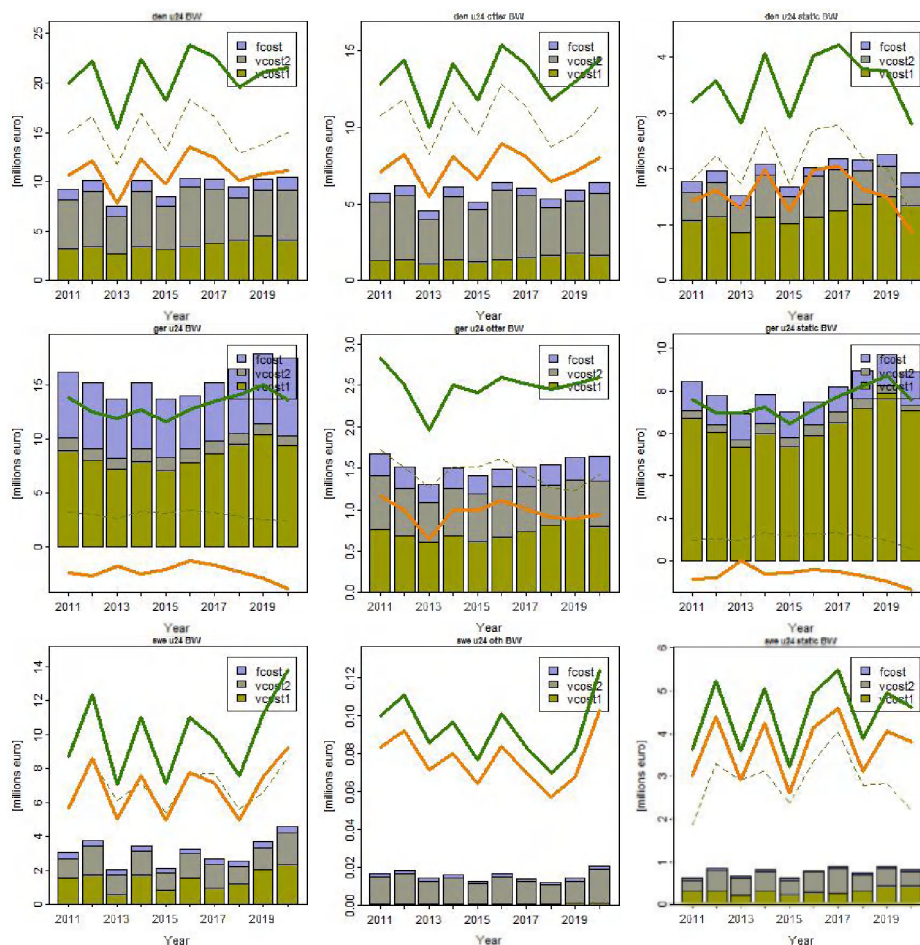 den u24 BW
[millions euro]
25
20
15
10
5
0
fcost
vcost2
vcost1
2011 2013 2015 2017 2019
Year
den u24 otter BW
[millions euro]
15
10
5
0
fcost
vcost2
vcost1
2011 2013 2015 2017 2019
Year
den u24 static BW
[millions euro]
4
3
2
1
0
fcost
vcost2
vcost1
2011 2013 2015 2017 2019
Year
ger u24 BW
[millions euro]
15
10
5
0
fcost
vcost2
vcost1
2011 2013 2015 2017 2019
Year
ger u24 otter BW
[millions euro]
3.0
2.5
2.0
1.5
1.0
0.5
0.0
fcost
vcost2
vcost1
2011 2013 2015 2017 2019
Year
ger u24 static BW
[millions euro]
10
8
6
4
2
0
fcost
vcost2
vcost1
2011 2013 2015 2017 2019
Year
swe u24 BW
[millions euro]
14
12
10
8
6
4
2
0
fcost
vcost2
vcost1
2011 2013 2015 2017 2019
Year
swe u24 oth BW
[millions euro]
0.12
0.10
0.08
0.06
0.04
0.02
0.00
fcost
vcost2
vcost1
2011 2013 2015 2017 2019
Year
swe u24 static BW
[millions euro]
6
5
4
3
2
1
0
fcost
vcost2
vcost1
2011 2013 2015 2017 2019
Year